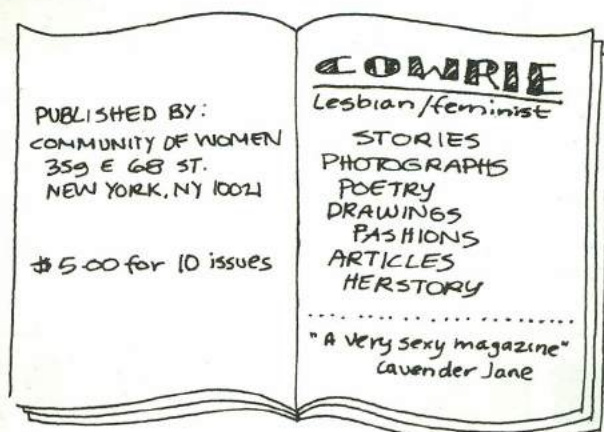 PUBLISHED BY:
COMMUNITY OF WOMEN
359 E 68 ST.
NEW YORK, NY 10021
$5.00 for 10 issues
COWRIE
Lesbian/feminist
STORIES
PHOTOGRAPHS
POETRY
DRAWINGS
FASHIONS
ARTICLES
HERSTORY
"A very sexy magazine"
Lavender Jane